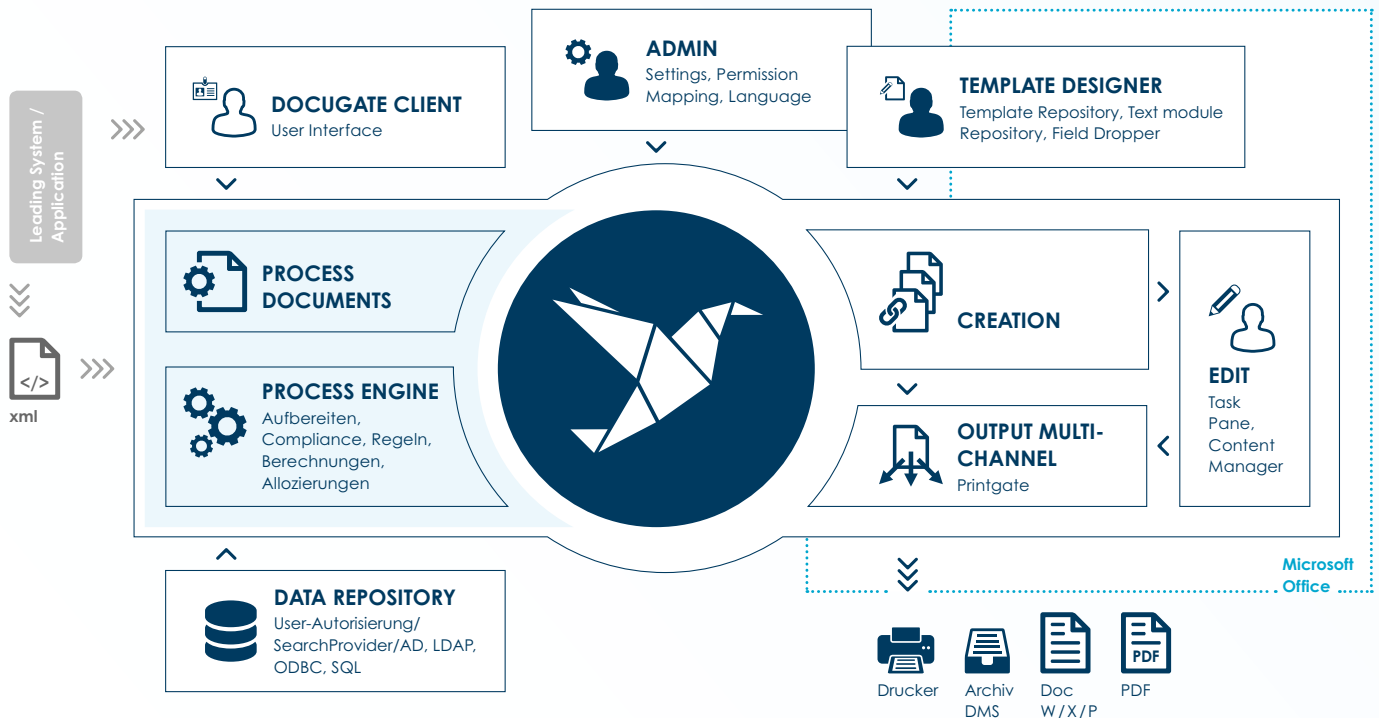 Leading System /
Application
xml
</>
DOCUGATE CLIENT
User Interface
ADMIN
Settings, Permission
Mapping, Language
TEMPLATE DESIGNER
Template Repository, Text module
Repository, Field Dropper
PROCESS
DOCUMENTS
PROCESS ENGINE
Aufbereiten,
Compliance, Regeln,
Berechnungen,
Allozierungen
CREATION
OUTPUT MULTI-
CHANNEL
Printgate
EDIT
Task
Pane,
Content
Manager
DATA REPOSITORY
User-Autorisierung/
SearchProvider/AD, LDAP,
ODBC, SQL
Microsoft
Office
Drucker
Archiv
DMS
Doc
W/X/P
PDF
PDF